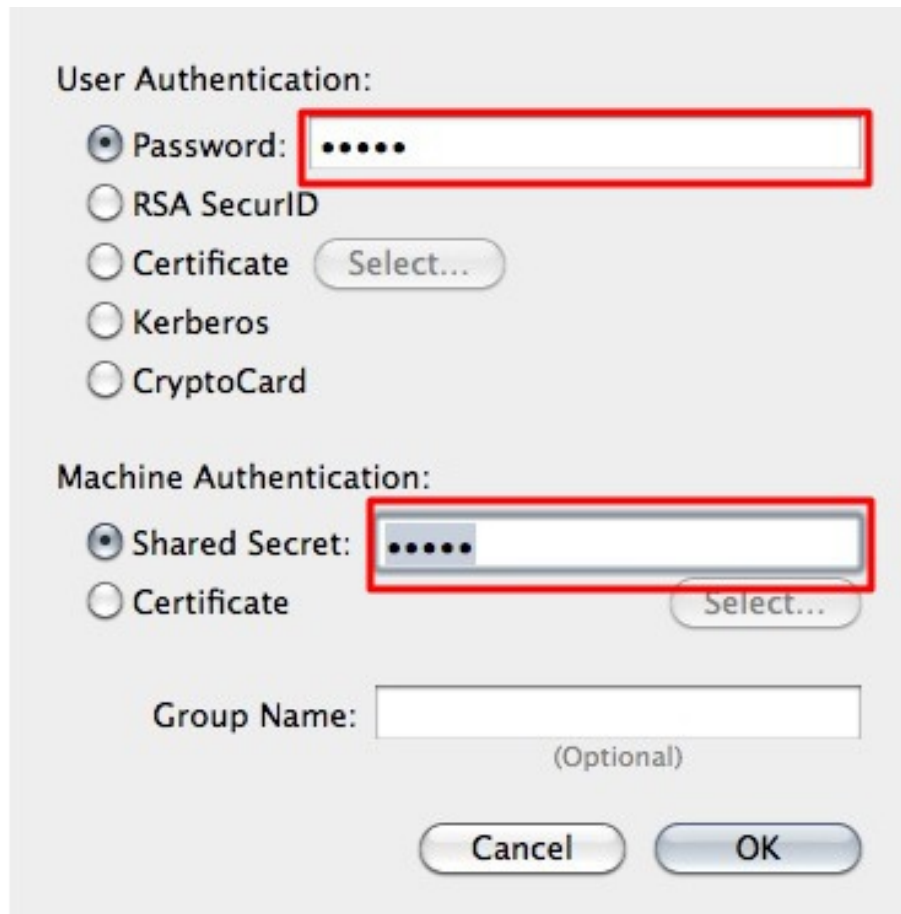 User Authentication:
Password: •••••
RSA SecurID
Certificate Select...
Kerberos
CryptoCard
Machine Authentication:
Shared Secret: •••••
Certificate Select...
Group Name:
(Optional)
Cancel OK